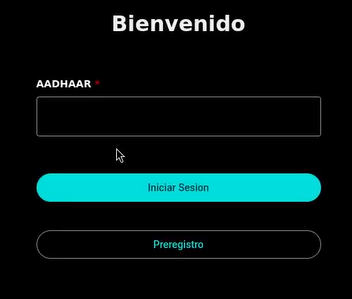 Bienvenido
AADHAAR *
Iniciar Sesion
Preregistro